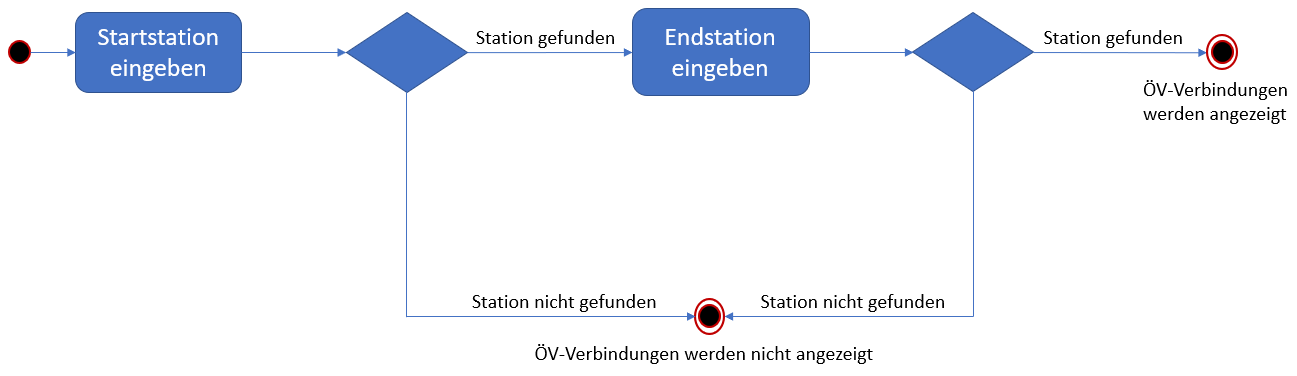 Startstation
eingeben
Station gefunden
Endstation
eingeben
Station gefunden
ÖV-Verbindungen
werden angezeigt
Station nicht gefunden
Station nicht gefunden
ÖV-Verbindungen werden nicht angezeigt